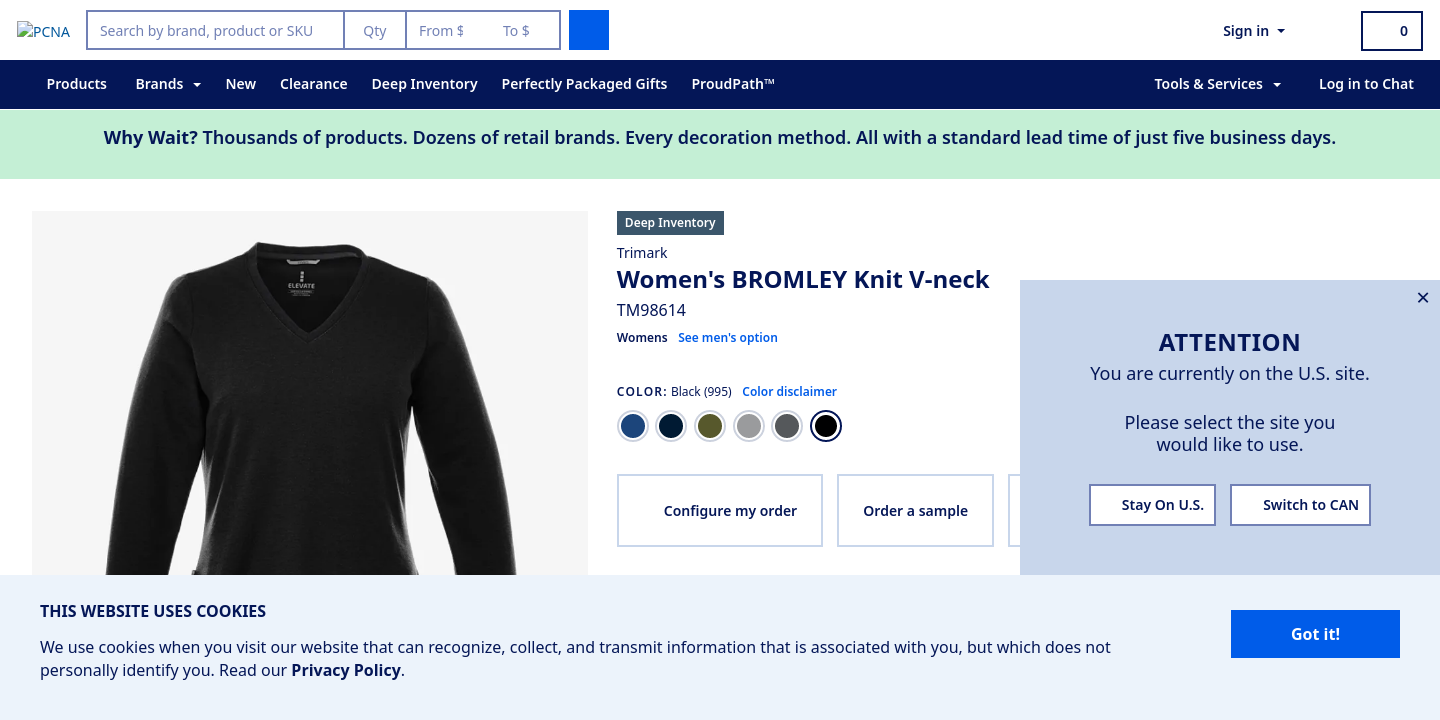 PCNA
Search by brand, product or SKU
Qty
From $
To $
Sign in
0
Products
Brands
New
Clearance
Deep Inventory
Perfectly Packaged Gifts
ProudPath™
Tools & Services
Log in to Chat
Why Wait? Thousands of products. Dozens of retail brands. Every decoration method. All with a standard lead time of just five business days.
Deep Inventory
Trimark
Women's BROMLEY Knit V-neck
TM98614
Womens See men's option
COLOR: Black (995) Color disclaimer
Configure my order
Order a sample
ELEVATE
✕
ATTENTION
You are currently on the U.S. site.
Please select the site you
would like to use.
Stay On U.S.
Switch to CAN
THIS WEBSITE USES COOKIES
We use cookies when you visit our website that can recognize, collect, and transmit information that is associated with you, but which does not
personally identify you. Read our Privacy Policy.
Got it!